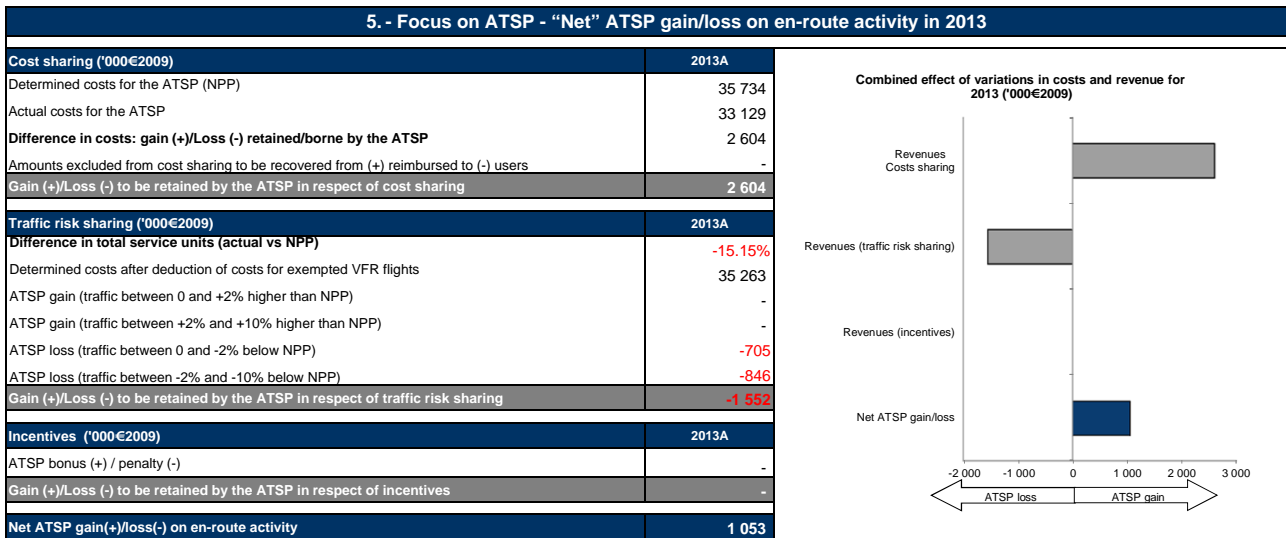 5. - Focus on ATSP - “Net” ATSP gain/loss on en-route activity in 2013
Cost sharing ('000€2009) 2013A
Determined costs for the ATSP (NPP) 35 734
Actual costs for the ATSP 33 129
Difference in costs: gain (+)/Loss (-) retained/borne by the ATSP 2 604
Amounts excluded from cost sharing to be recovered from (+) reimbursed to (-) users -
Gain (+)/Loss (-) to be retained by the ATSP in respect of cost sharing 2 604
Traffic risk sharing ('000€2009) 2013A
Difference in total service units (actual vs NPP) -15.15%
Determined costs after deduction of costs for exempted VFR flights 35 263
ATSP gain (traffic between 0 and +2% higher than NPP) -
ATSP gain (traffic between +2% and +10% higher than NPP) -
ATSP loss (traffic between 0 and -2% below NPP) -705
ATSP loss (traffic between -2% and -10% below NPP) -846
Gain (+)/Loss (-) to be retained by the ATSP in respect of traffic risk sharing -1 552
Incentives ('000€2009) 2013A
ATSP bonus (+) / penalty (-) -
Gain (+)/Loss (-) to be retained by the ATSP in respect of incentives -
Net ATSP gain(+)/loss(-) on en-route activity 1 053
Combined effect of variations in costs and revenue for
2013 ('000€2009)
Revenues
Costs sharing
Revenues (traffic risk sharing)
Revenues (incentives)
Net ATSP gain/loss
-2 000 -1 000 0 1 000 2 000 3 000
ATSP loss ATSP gain